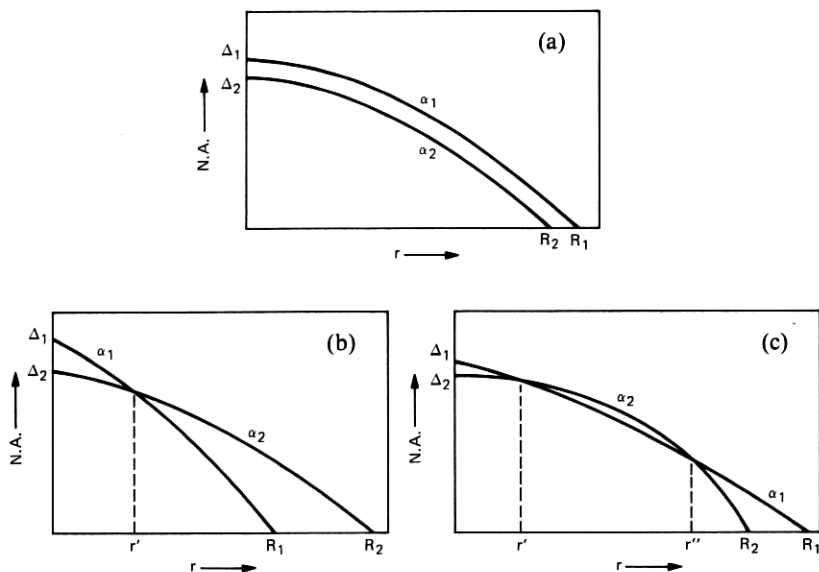 (a)
Δ1
Δ2
N.A.
α1
α2
R2 R1
r
(b)
Δ1
Δ2
N.A.
α1
α2
r′ R1 R2
r
(c)
Δ1
Δ2
N.A.
α2
α1
r′ r″ R2 R1
r